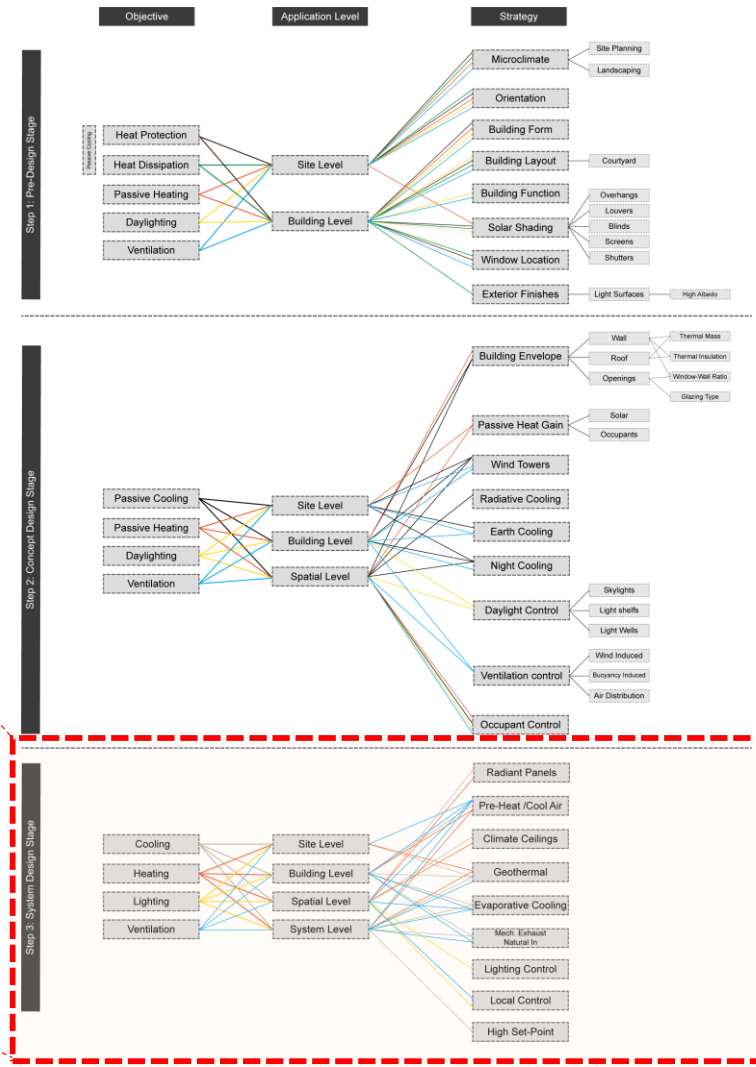 Objective
Application Level
Strategy
Step 1: Pre-Design Stage
Passive Cooling
Heat Protection
Heat Dissipation
Passive Heating
Daylighting
Ventilation
Site Level
Building Level
Microclimate
Orientation
Building Form
Building Layout
Building Function
Solar Shading
Window Location
Exterior Finishes
Site Planning
Landscaping
Courtyard
Overhangs
Louvers
Blinds
Screens
Shutters
Light Surfaces
High Albedo
Step 2: Concept Design Stage
Passive Cooling
Passive Heating
Daylighting
Ventilation
Site Level
Building Level
Spatial Level
Building Envelope
Passive Heat Gain
Wind Towers
Radiative Cooling
Earth Cooling
Night Cooling
Daylight Control
Ventilation control
Occupant Control
Wall
Roof
Openings
Thermal Mass
Thermal Insulation
Window-Wall Ratio
Glazing Type
Solar
Occupants
Skylights
Light shelfs
Light Wells
Wind Induced
Buoyancy Induced
Air Distribution
Step 3: System Design Stage
Cooling
Heating
Lighting
Ventilation
Site Level
Building Level
Spatial Level
System Level
Radiant Panels
Pre-Heat /Cool Air
Climate Ceilings
Geothermal
Evaporative Cooling
Mech. Exhaust
Natural In
Lighting Control
Local Control
High Set-Point